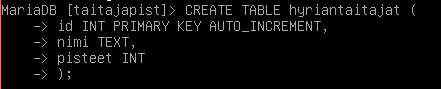 MariaDB [taitajapist]> CREATE TABLE hyriantaitajat (
    -> id INT PRIMARY KEY AUTO_INCREMENT,
    -> nimi TEXT,
    -> pisteet INT
    -> );